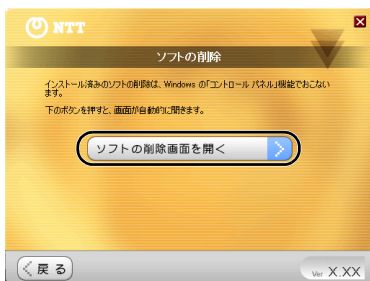 NTT
ソフトの削除
インストール済みのソフトの削除は、Windows の「コントロール パネル」機能でおこない
ます。
下のボタンを押すと、画面が自動的に開きます。
ソフトの削除画面を開く
戻る
Ver X.XX